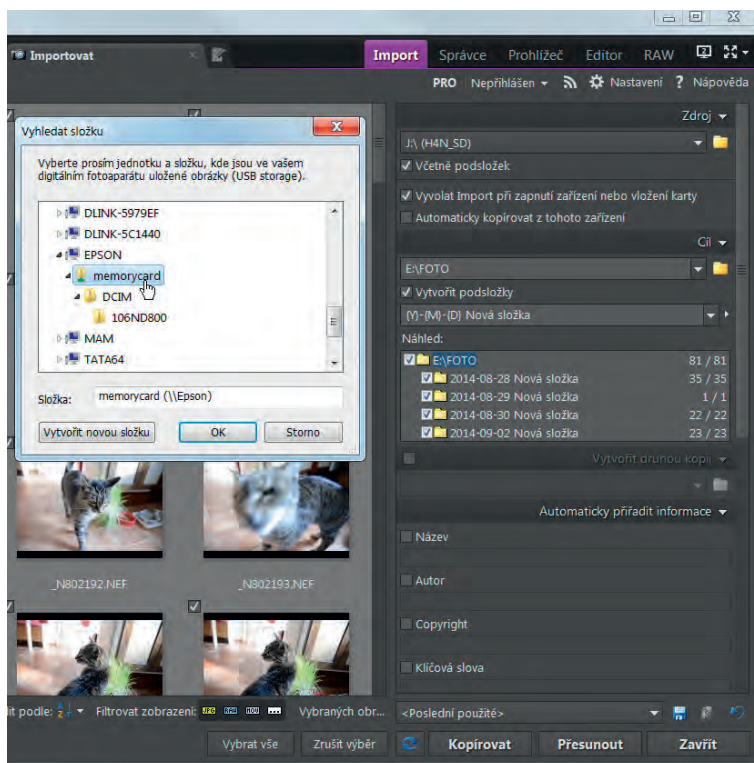 Importovat
Import Správce Prohlížeč Editor RAW
PRO Nepřihlášen Nastavení ? Nápověda
Vyhledat složku
Vyberte prosím jednotku a složku, kde jsou ve vašem
digitálním fotoaparátu uložené obrázky (USB storage).
DLINK-5979EF
DLINK-5C1440
EPSON
memorycard
DCIM
106ND800
MAM
TATA64
Složka: memorycard (\\Epson)
Vytvořit novou složku OK Storno
_N802192.NEF _N802193.NEF
Zdroj
J:\ (H4N_SD)
Včetně podsložek
Vyvolat Import při zapnutí zařízení nebo vložení karty
Automaticky kopírovat z tohoto zařízení
Cíl
E:\FOTO
Vytvořit podsložky
(Y)-(M)-(D) Nová složka
Náhled:
E:\FOTO 81 / 81
2014-08-28 Nová složka 35 / 35
2014-08-29 Nová složka 1 / 1
2014-08-30 Nová složka 22 / 22
2014-09-02 Nová složka 23 / 23
Vytvořit druhou kopii
Automaticky přiřadit informace
Název
Autor
Copyright
Klíčová slova
dit podle: Filtrovat zobrazení: JPG RAW MOV ... Vybraných obr... <Poslední použité>
Vybrat vše Zrušit výběr Kopírovat Přesunout Zavřít